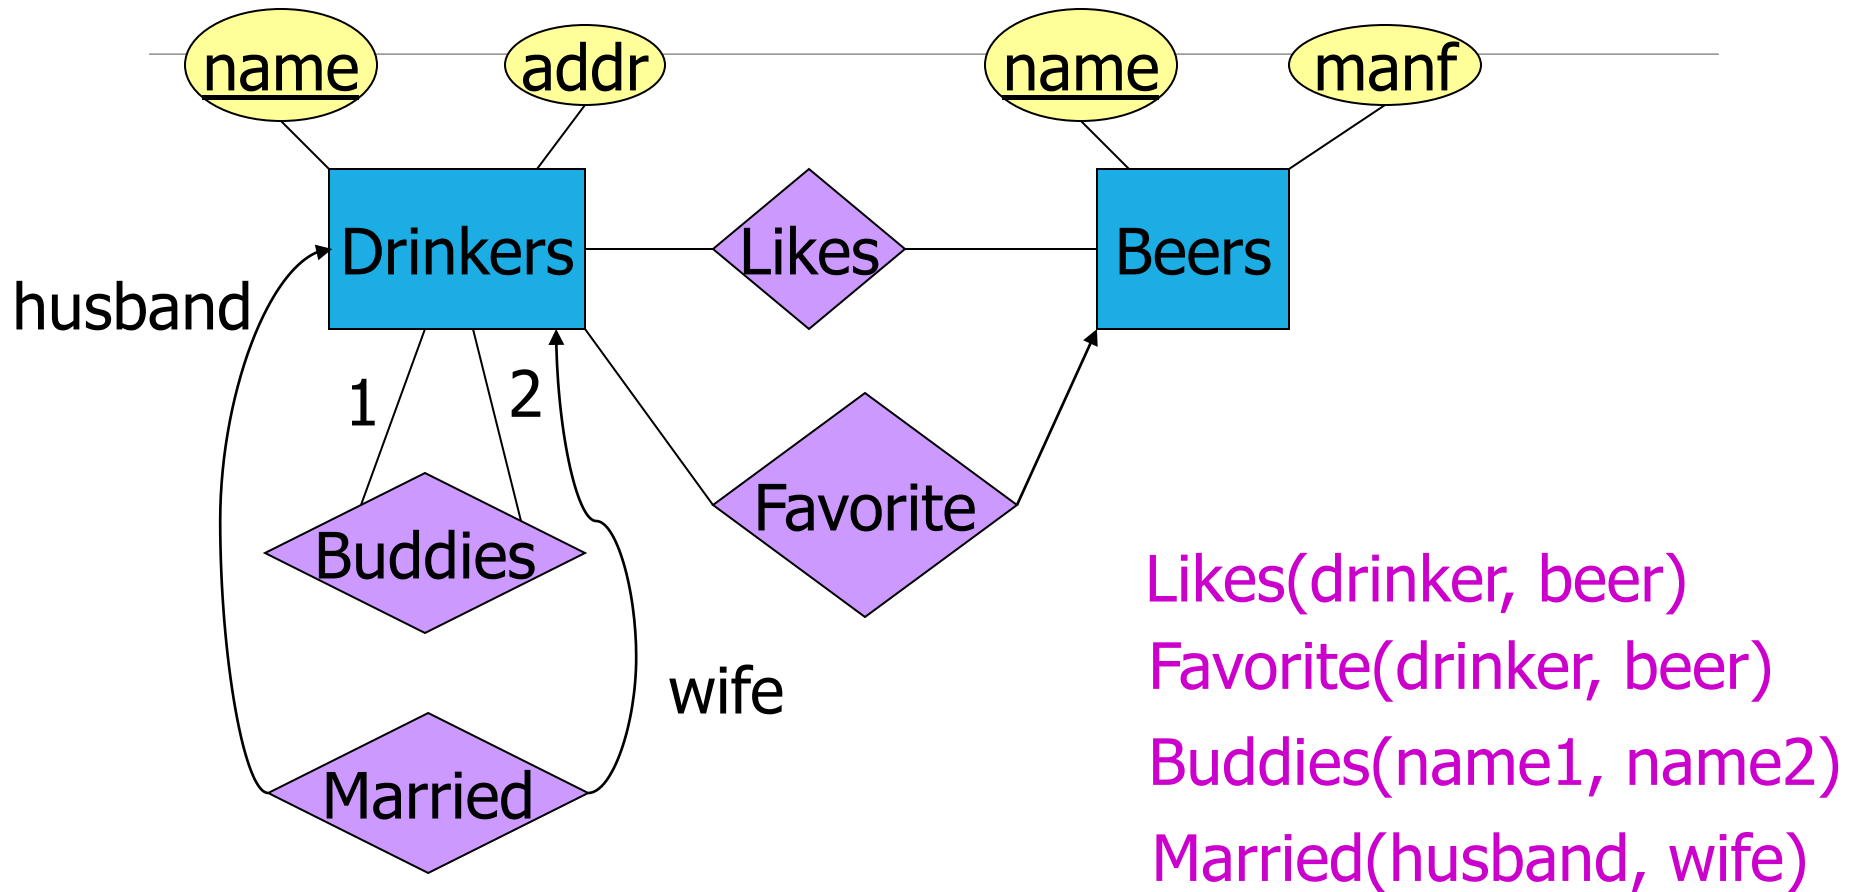 name
addr
name
manf
Drinkers
Likes
Beers
husband
1
2
Favorite
Buddies
wife
Married
Likes(drinker, beer)
Favorite(drinker, beer)
Buddies(name1, name2)
Married(husband, wife)